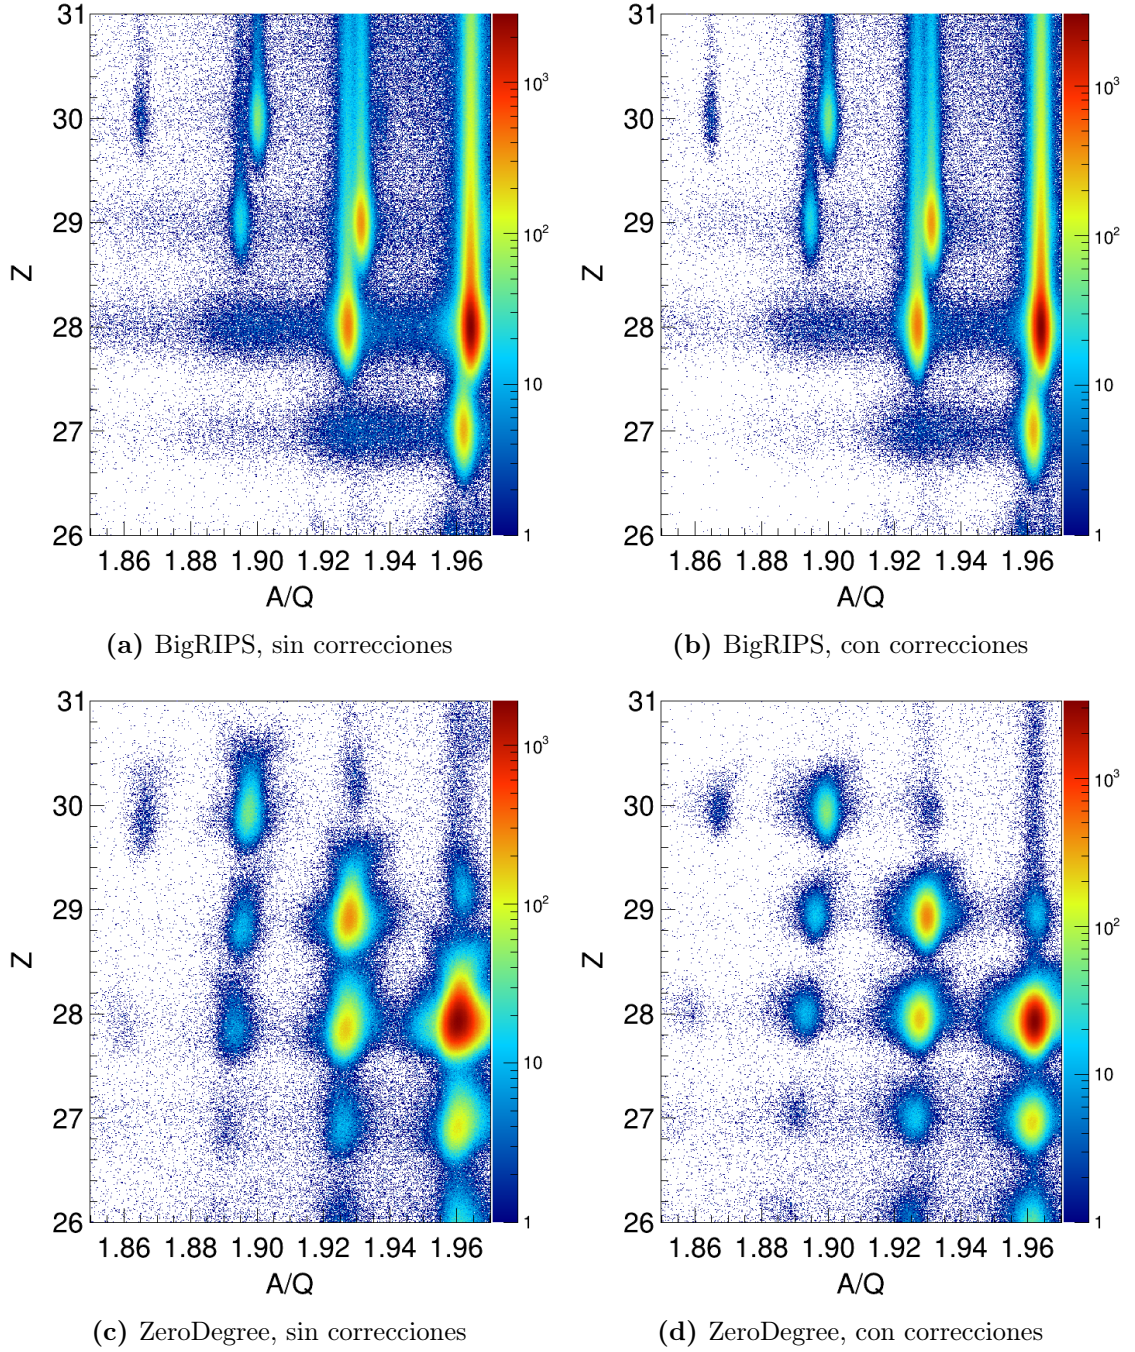 31
30
29
28
27
26
Z
1.86 1.90 1.92 1.94 1.96
A/Q
10³
10²
10
1
(a) BigRIPS, sin correcciones
31
30
29
28
27
26
Z
1.86 1.88 1.90 1.92 1.94 1.96
A/Q
10³
10²
10
1
(b) BigRIPS, con correcciones
31
30
29
28
27
26
Z
1.86 1.88 1.90 1.92 1.94 1.96
A/Q
10³
10²
10
1
(c) ZeroDegree, sin correcciones
31
30
29
28
27
26
Z
1.86 1.88 1.90 1.92 1.94 1.96
A/Q
10³
10²
10
1
(d) ZeroDegree, con correcciones